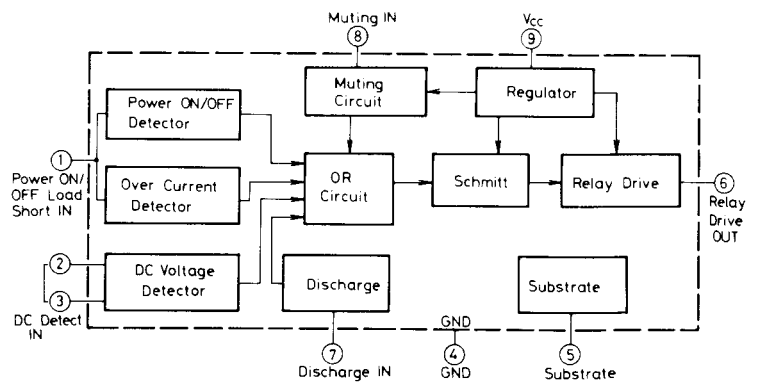 Muting IN
8
Vcc
9
Power ON/OFF
Detector
Muting
Circuit
Regulator
1
Power ON/
OFF Load
Short IN
Over Current
Detector
OR
Circuit
Schmitt
Relay Drive
6
Relay
Drive
OUT
2
3
DC Detect
IN
DC Voltage
Detector
Discharge
Substrate
GND
7
Discharge IN
4
GND
5
Substrate